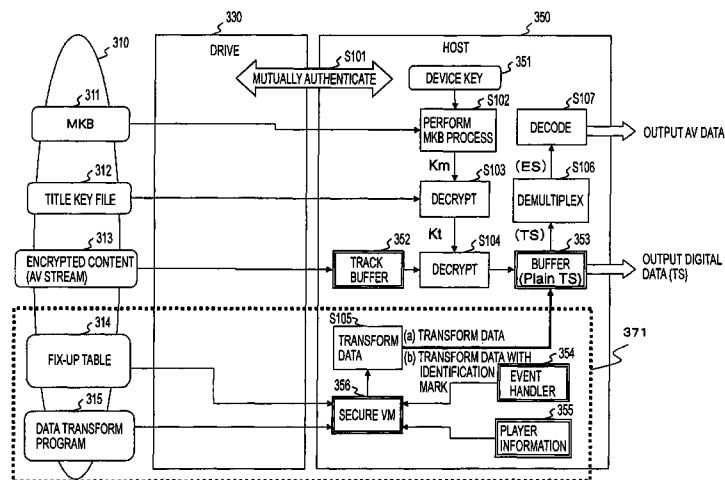 310
330
350
DRIVE
S101
HOST
MUTUALLY AUTHENTICATE
351
DEVICE KEY
311
MKB
S102
PERFORM
MKB PROCESS
S107
DECODE
OUTPUT AV DATA
312
TITLE KEY FILE
Km
S103
DECRYPT
(ES)
S106
DEMULTIPLEX
313
ENCRYPTED CONTENT
(AV STREAM)
352
TRACK
BUFFER
Kt
S104
DECRYPT
(TS)
353
BUFFER
(Plain TS)
OUTPUT DIGITAL
DATA (TS)
314
FIX-UP TABLE
S105
TRANSFORM
DATA
(a) TRANSFORM DATA
(b) TRANSFORM DATA WITH
IDENTIFICATION
MARK
371
354
EVENT
HANDLER
315
DATA TRANSFORM
PROGRAM
356
SECURE VM
355
PLAYER
INFORMATION